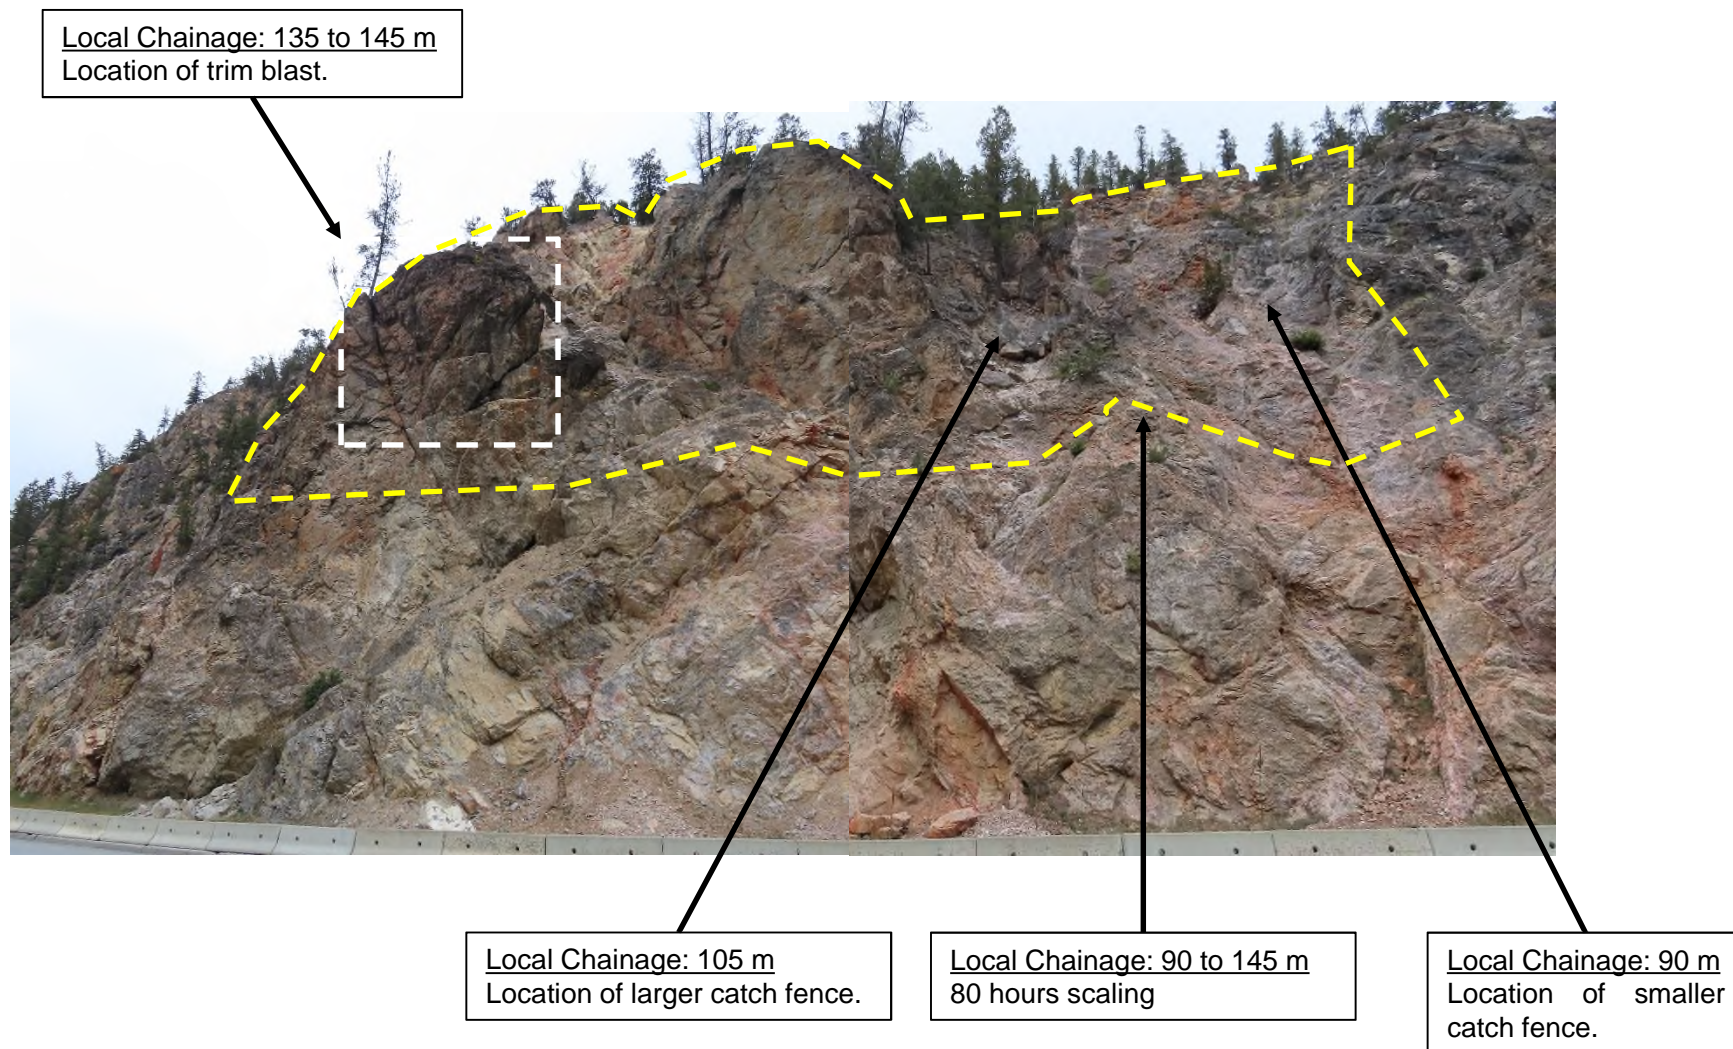 Local Chainage: 135 to 145 m
Location of trim blast.
Local Chainage: 105 m
Location of larger catch fence.
Local Chainage: 90 to 145 m
80 hours scaling
Local Chainage: 90 m
Location of smaller
catch fence.